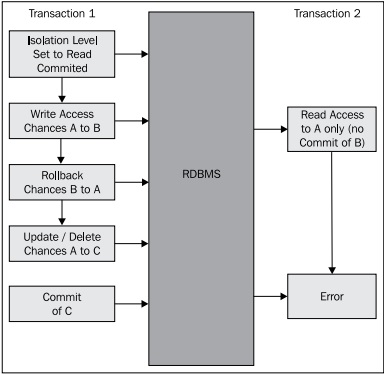 Transaction 1
Transaction 2
Isolation Level
Set to Read
Commited
Write Access
Chances A to B
Read Access
to A only (no
Commit of B)
Rollback
Chances B to A
RDBMS
Update / Delete
Chances A to C
Commit
of C
Error